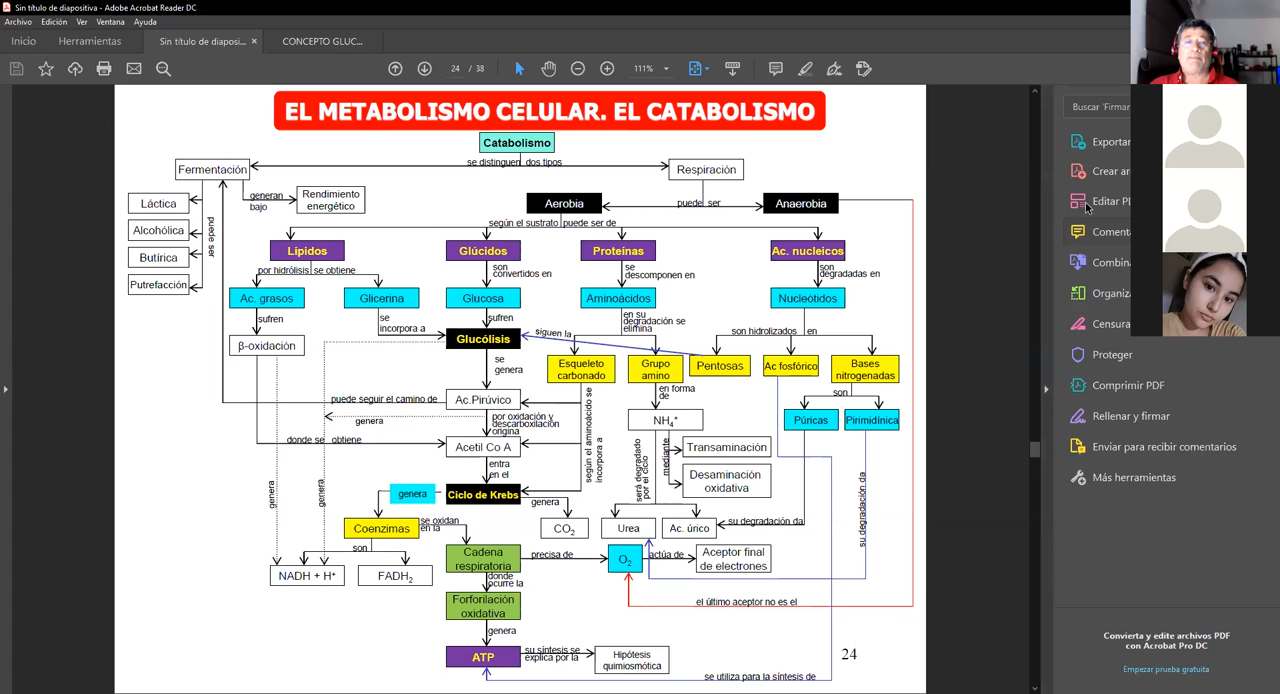 Sin título de diapositiva - Adobe Acrobat Reader DC
Archivo Edición Ver Ventana Ayuda
Inicio Herramientas Sin título de diaposi... × CONCEPTO GLUC...
24 / 38 111%
EL METABOLISMO CELULAR. EL CATABOLISMO
Catabolismo
se distinguen dos tipos
Fermentación
Respiración
generan
bajo
Rendimiento
energético
Láctica
Alcohólica
Butírica
Putrefacción
puede ser
Aerobia
puede ser
Anaerobia
según el sustrato puede ser de
Lípidos
Glúcidos
Proteínas
Ac. nucleicos
por hidrólisis se obtiene
son
convertidos en
se
descomponen en
son
degradadas en
Ac. grasos
Glicerina
Glucosa
Aminoácidos
Nucleótidos
sufren
se
incorpora a
sufren
en su
degradación se
elimina
son hidrolizados en
β-oxidación
Glucólisis
siguen la
Esqueleto
carbonado
Grupo
amino
Pentosas
Ac fosfórico
Bases
nitrogenadas
se
genera
en forma
de
son
puede seguir el camino de
Ac.Pirúvico
NH₄⁺
Púricas
Pirimidínica
genera
por oxidación y
descarboxilación
origina
donde se obtiene
Acetil Co A
según el aminoácido se
incorpora a
será degradado
por el ciclo
mediante
Transaminación
Desaminación
oxidativa
entra
en el
genera
Ciclo de Krebs
genera
genera
genera
su degradación da
Coenzimas
se oxidan
en la
CO₂
Urea
Ac. úrico
su degradación da
son
NADH + H⁺
FADH₂
Cadena
respiratoria
precisa de
O₂
actúa de
Aceptor final
de electrones
donde
ocurre la
Forforilación
oxidativa
el último aceptor no es el
genera
ATP
su síntesis se
explica por la
Hipótesis
quimiosmótica
24
se utiliza para la síntesis de
Buscar 'Firmar
Exportar
Crear ar
Editar PD
Comenta
Combina
Organiza
Censura
Proteger
Comprimir PDF
Rellenar y firmar
Enviar para recibir comentarios
Más herramientas
Convierta y edite archivos PDF
con Acrobat Pro DC
Empezar prueba gratuita